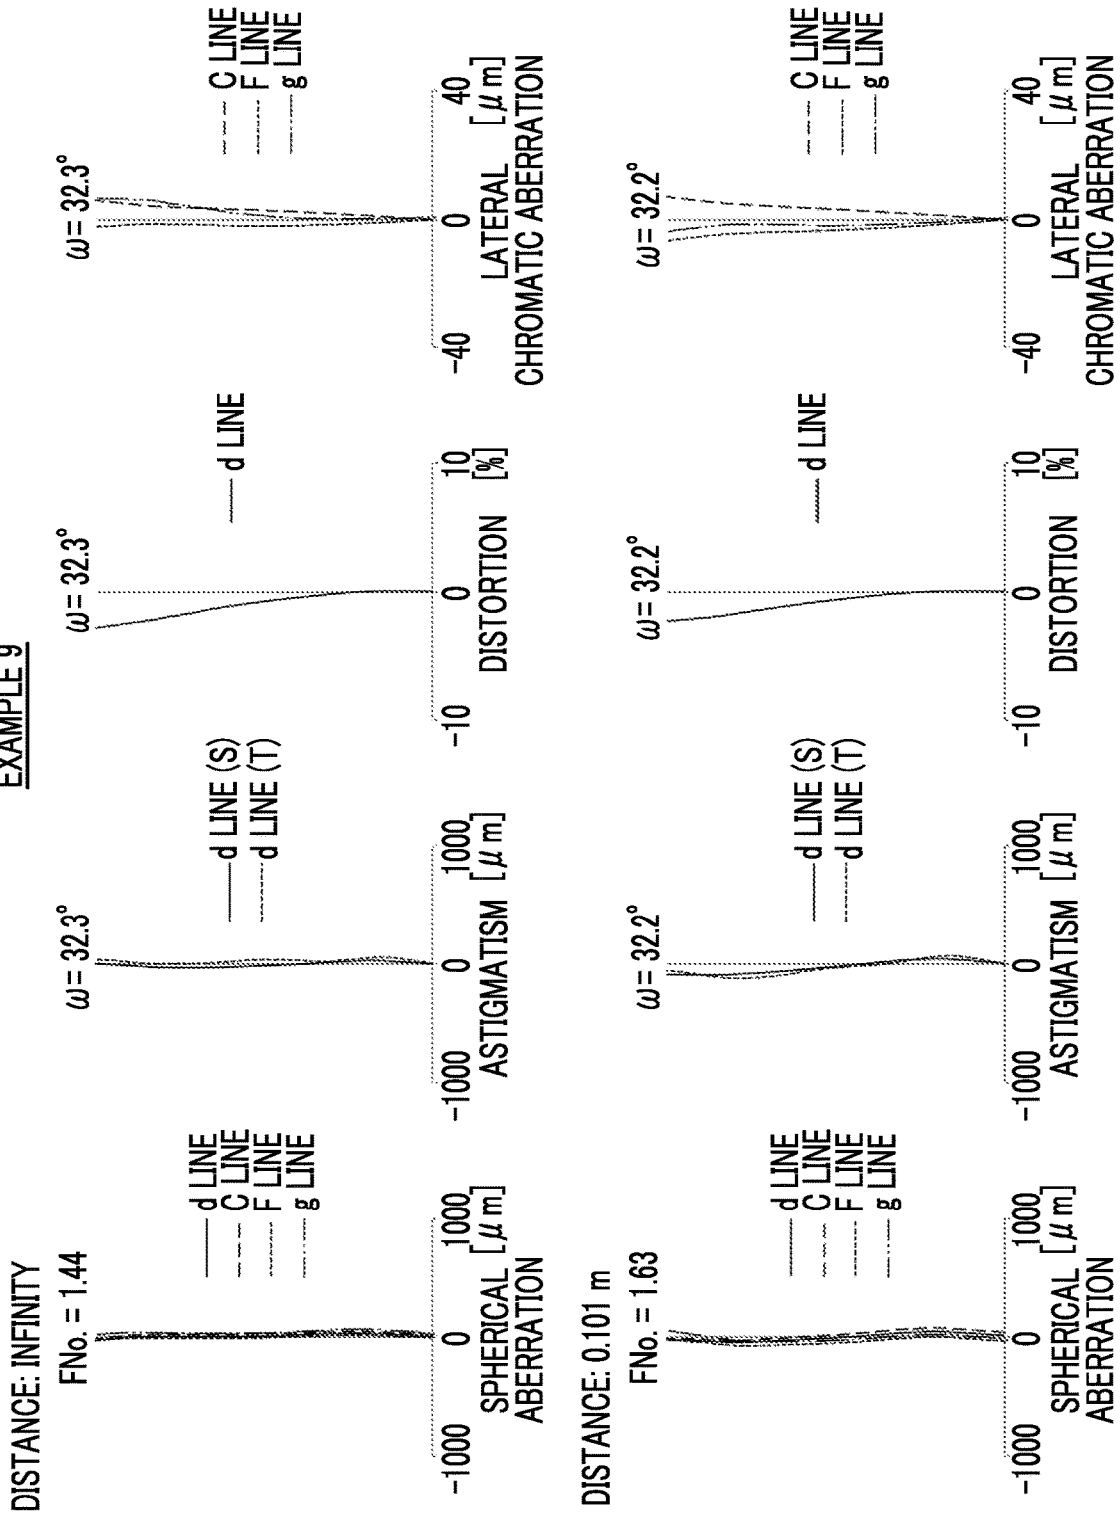 EXAMPLE 9
DISTANCE: INFINITY
FNo. = 1.44
d LINE
C LINE
F LINE
g LINE
-1000 0 1000
[μm]
SPHERICAL
ABERRATION
ω= 32.3°
d LINE (S)
d LINE (T)
-1000 0 1000
ASTIGMATISM [μm]
ω= 32.3°
d LINE
-10 0 10
DISTORTION [%]
ω= 32.3°
C LINE
F LINE
g LINE
-40 0 40
LATERAL [μm]
CHROMATIC ABERRATION
DISTANCE: 0.101 m
FNo. = 1.63
d LINE
C LINE
F LINE
g LINE
-1000 0 1000
SPHERICAL [μm]
ABERRATION
ω= 32.2°
d LINE (S)
d LINE (T)
-1000 0 1000
ASTIGMATISM [μm]
ω= 32.2°
d LINE
-10 0 10
DISTORTION [%]
ω= 32.2°
C LINE
F LINE
g LINE
-40 0 40
LATERAL [μm]
CHROMATIC ABERRATION